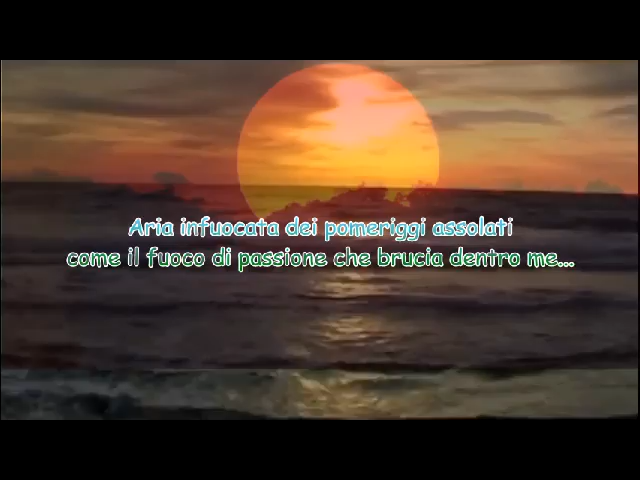 Aria infuocata dei pomeriggi assolati
come il fuoco di passione che brucia dentro me...